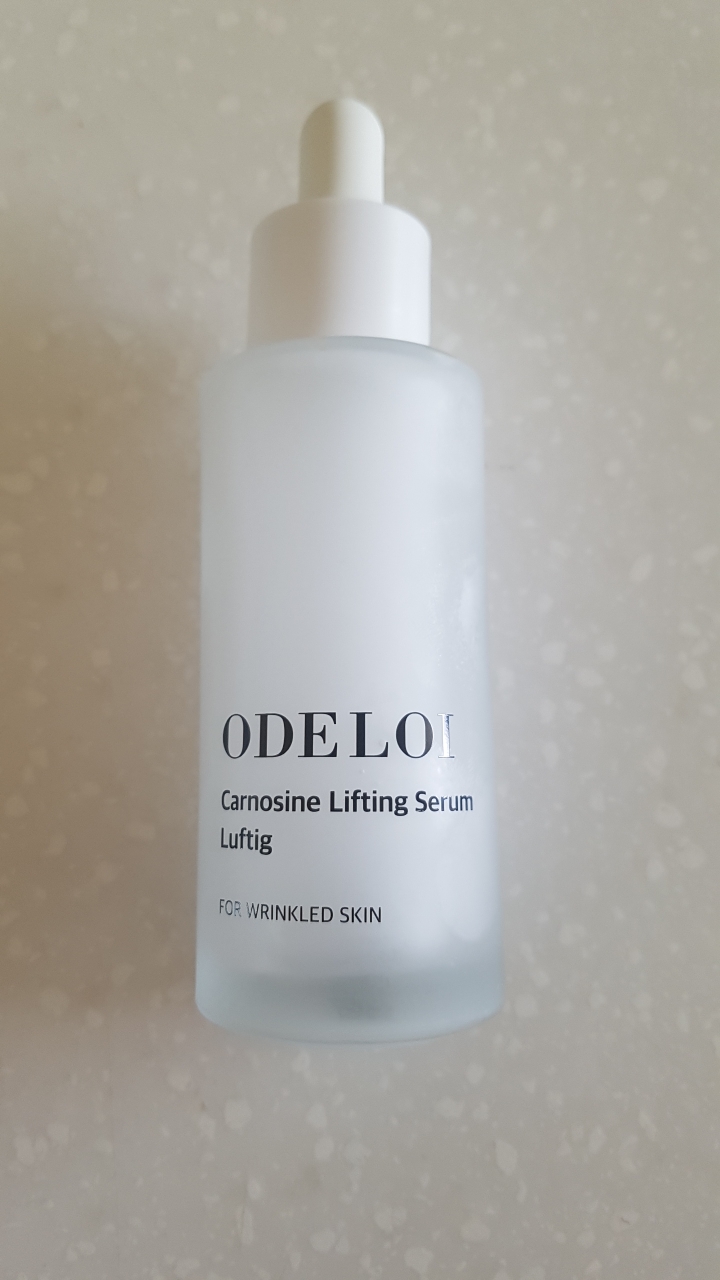 ODELOI
Carnosine Lifting Serum
Luftig
FOR WRINKLED SKIN